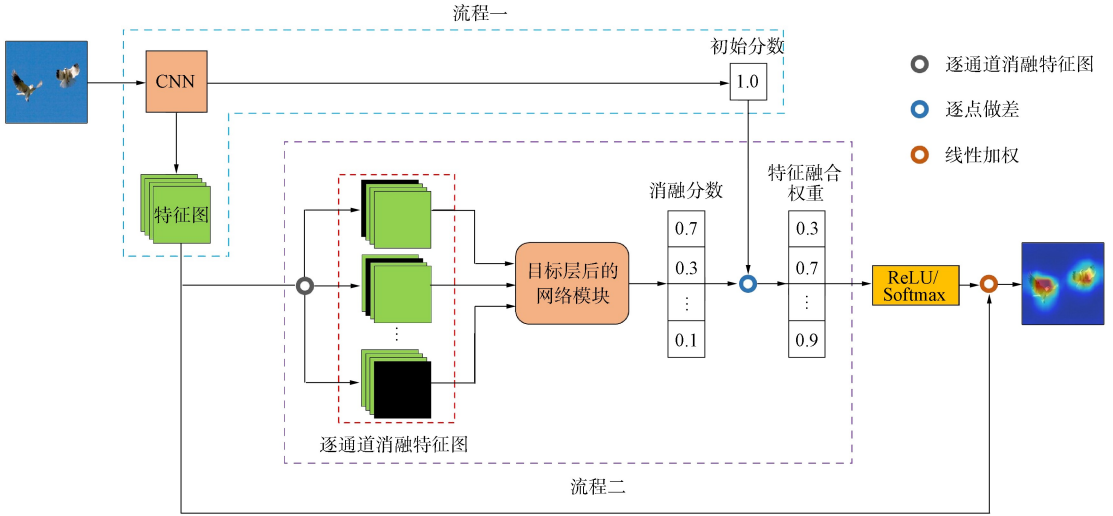 流程一
初始分数
CNN
1.0
逐通道消融特征图
逐点做差
线性加权
特征图
消融分数
特征融合
权重
0.7
0.3
⋮
0.1
0.3
0.7
⋮
0.9
目标层后的
网络模块
ReLU/
Softmax
⋯
逐通道消融特征图
流程二